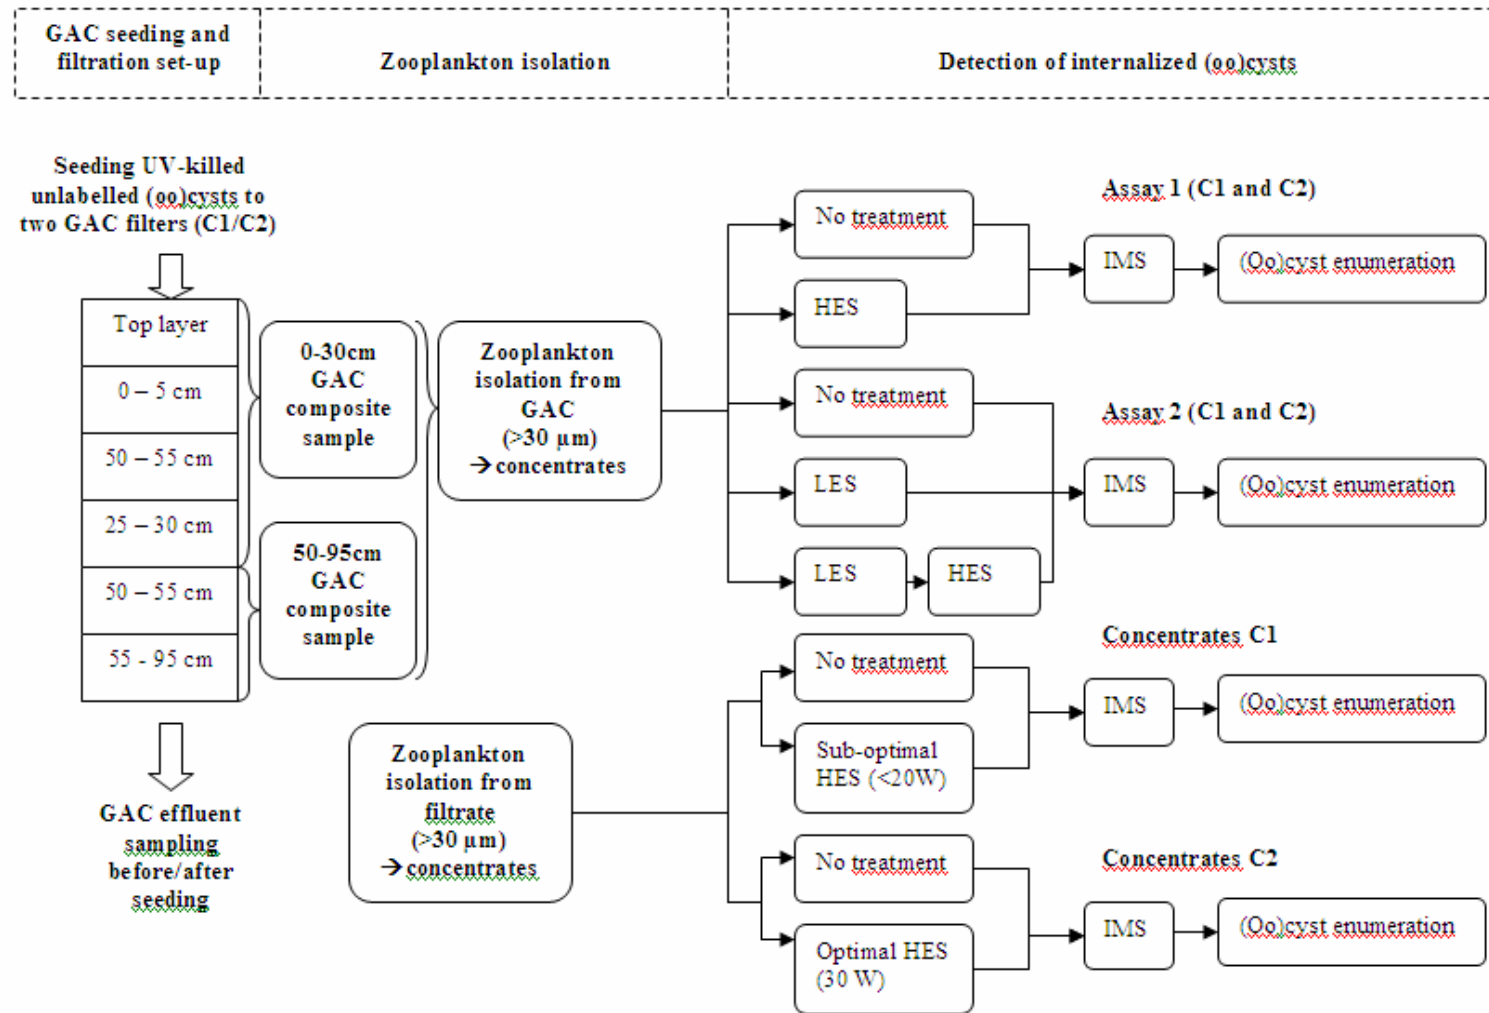 GAC seeding and
filtration set-up
Zooplankton isolation
Detection of internalized (oo)cysts
Seeding UV-killed
unlabelled (oo)cysts to
two GAC filters (C1/C2)
Top layer
0 – 5 cm
50 – 55 cm
25 – 30 cm
50 – 55 cm
55 - 95 cm
GAC effluent
sampling
before/after
seeding
0-30cm
GAC
composite
sample
50-95cm
GAC
composite
sample
Zooplankton
isolation from
GAC
(>30 µm)
→concentrates
Zooplankton
isolation from
filtrate
(>30 µm)
→concentrates
No treatment
HES
Assay 1 (C1 and C2)
IMS
(Oo)cyst enumeration
No treatment
LES
LES
HES
Assay 2 (C1 and C2)
IMS
(Oo)cyst enumeration
No treatment
Sub-optimal
HES (<20W)
Concentrates C1
IMS
(Oo)cyst enumeration
No treatment
Optimal HES
(30 W)
Concentrates C2
IMS
(Oo)cyst enumeration